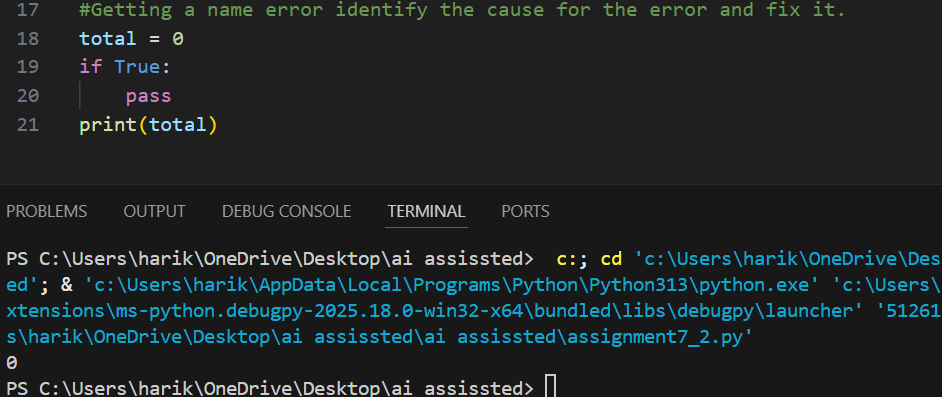 17 #Getting a name error identify the cause for the error and fix it.
18 total = 0
19 if True:
20     pass
21 print(total)
PROBLEMS OUTPUT DEBUG CONSOLE TERMINAL PORTS
PS C:\Users\harik\OneDrive\Desktop\ai assissted>  c:; cd 'c:\Users\harik\OneDrive\Des
ed'; & 'c:\Users\harik\AppData\Local\Programs\Python\Python313\python.exe' 'c:\Users\
xtensions\ms-python.debugpy-2025.18.0-win32-x64\bundled\libs\debugpy\launcher' '51261
s\harik\OneDrive\Desktop\ai assissted\ai assissted\assignment7_2.py'
0
PS C:\Users\harik\OneDrive\Desktop\ai assissted>